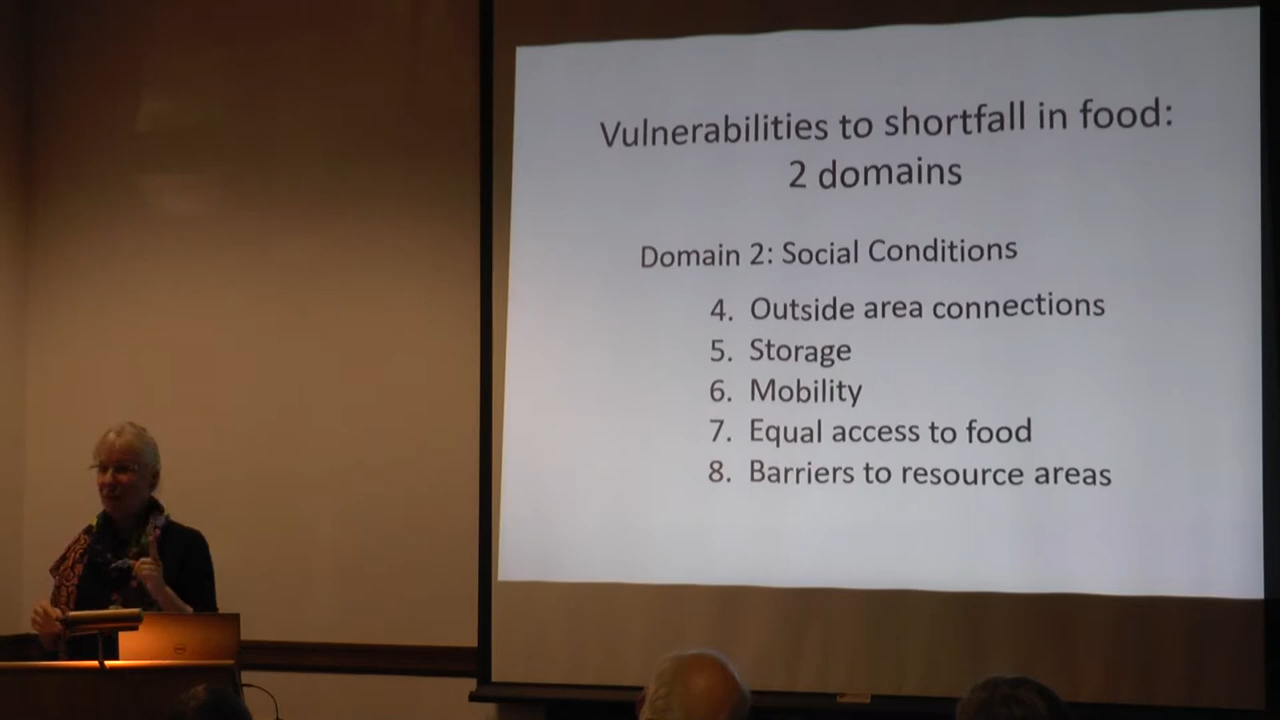 Vulnerabilities to shortfall in food:
2 domains
Domain 2: Social Conditions
4. Outside area connections
5. Storage
6. Mobility
7. Equal access to food
8. Barriers to resource areas